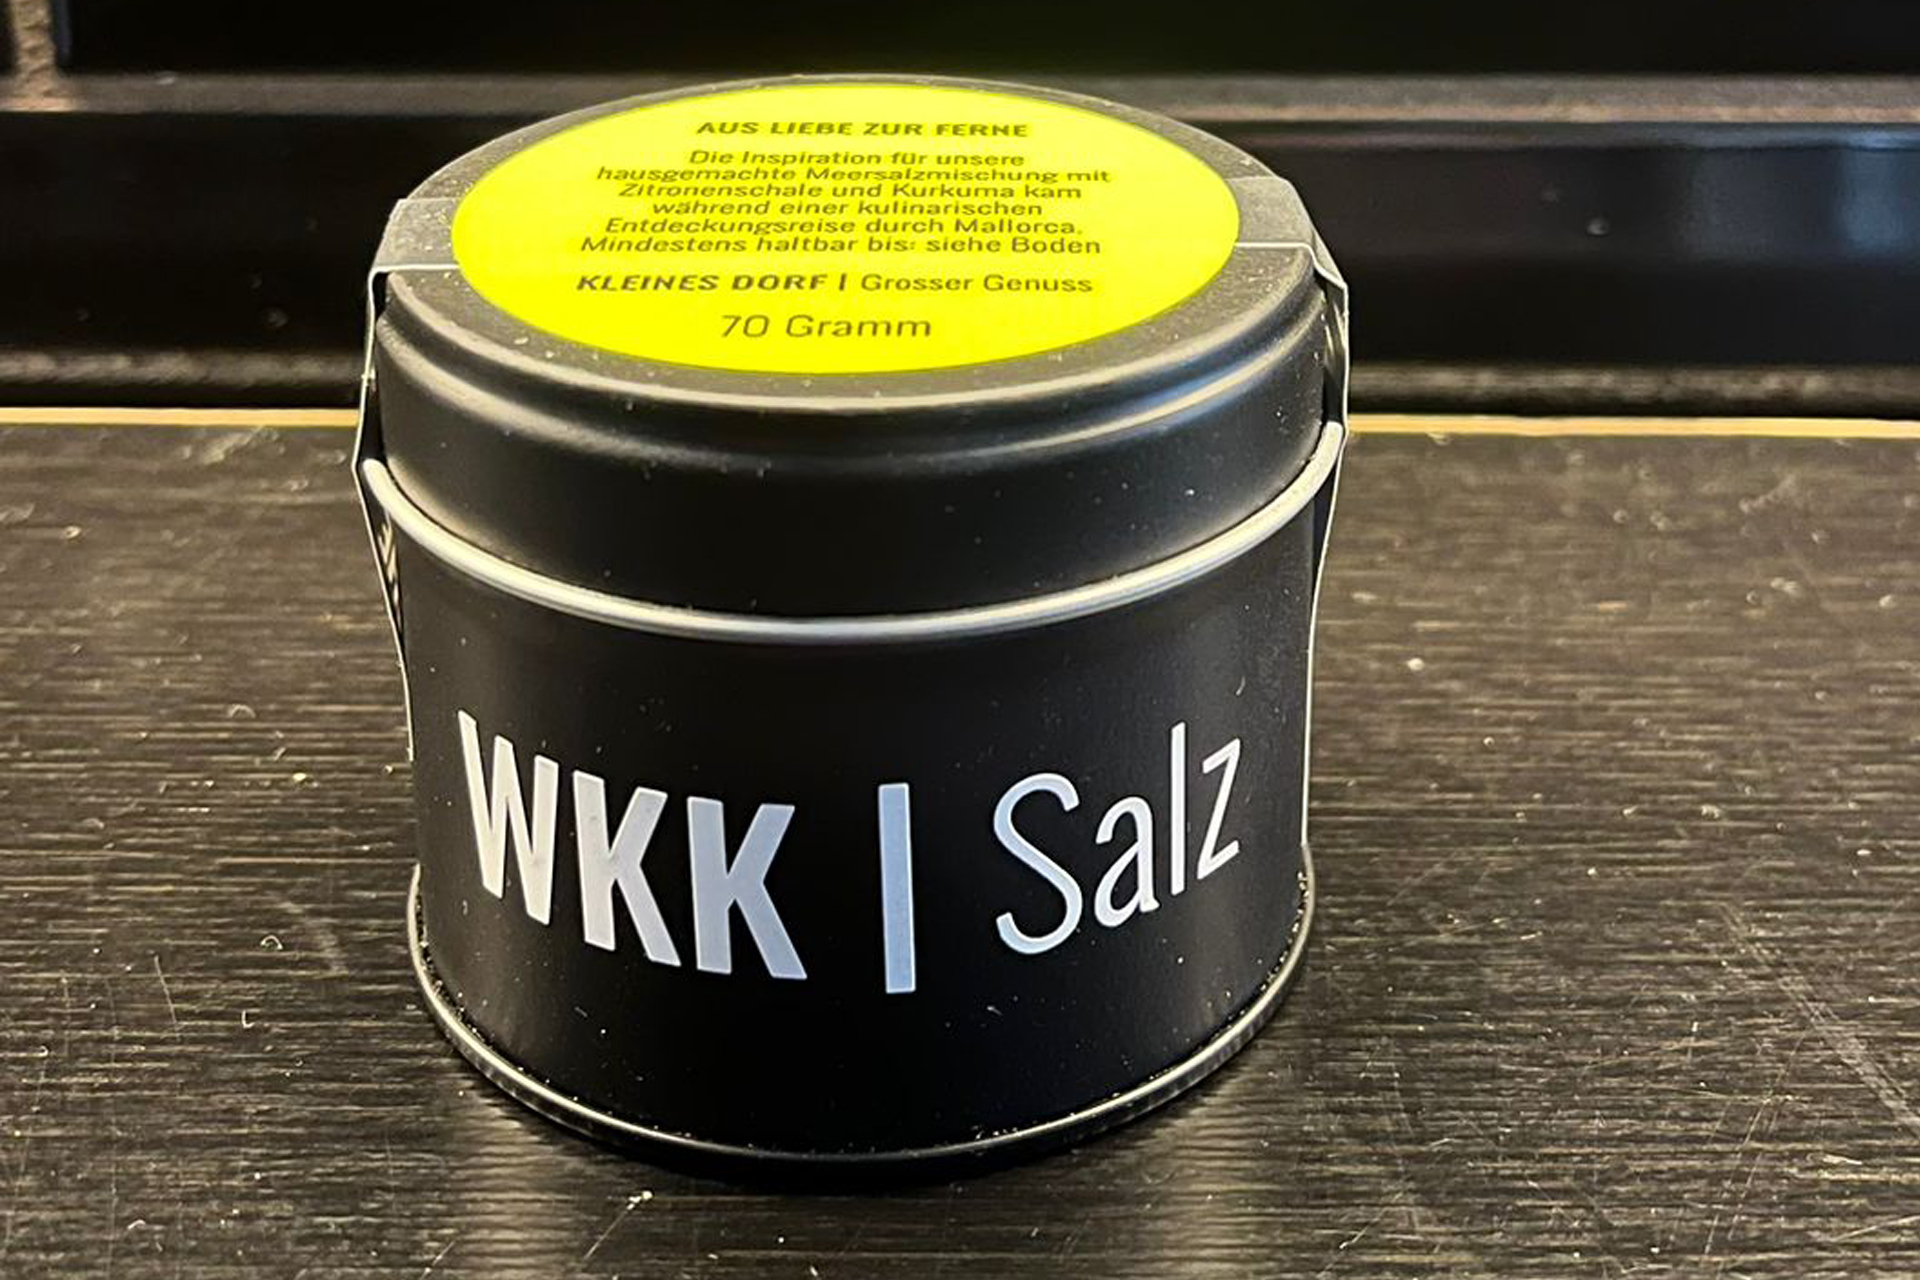 AUS LIEBE ZUR FERNE
Die Inspiration für unsere
hausgemachte Meersalzmischung mit
Zitronenschale und Kurkuma kam
während einer kulinarischen
Entdeckungsreise durch Mallorca.
Mindestens haltbar bis: siehe Boden
KLEINES DORF | Grosser Genuss
70 Gramm
WKK | Salz